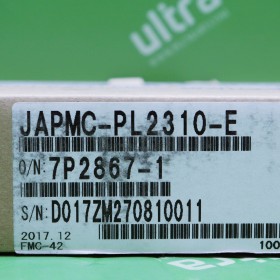 ultra
JAPMC-PL2310-E
O/N: 7P2867-1
S/N: D017ZM270810011
2017.12
FMC-42
100